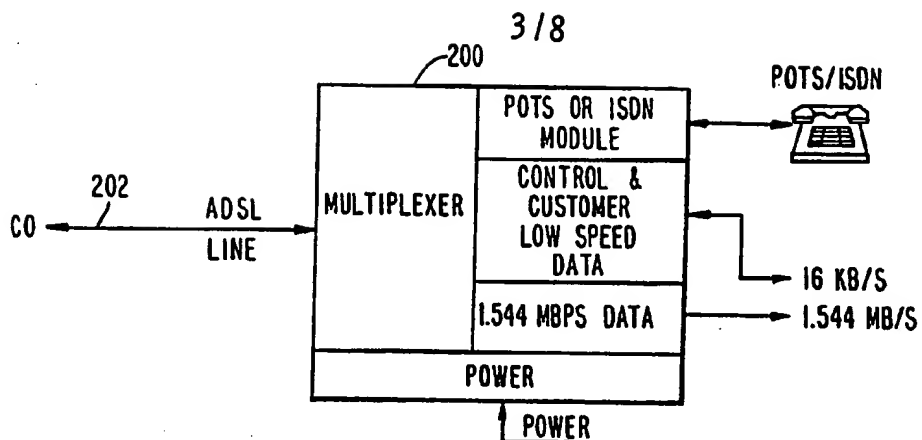 3/8
200
POTS/ISDN
POTS OR ISDN
MODULE
202
CO
ADSL
LINE
MULTIPLEXER
CONTROL &
CUSTOMER
LOW SPEED
DATA
16 KB/S
1.544 MBPS DATA
1.544 MB/S
POWER
POWER